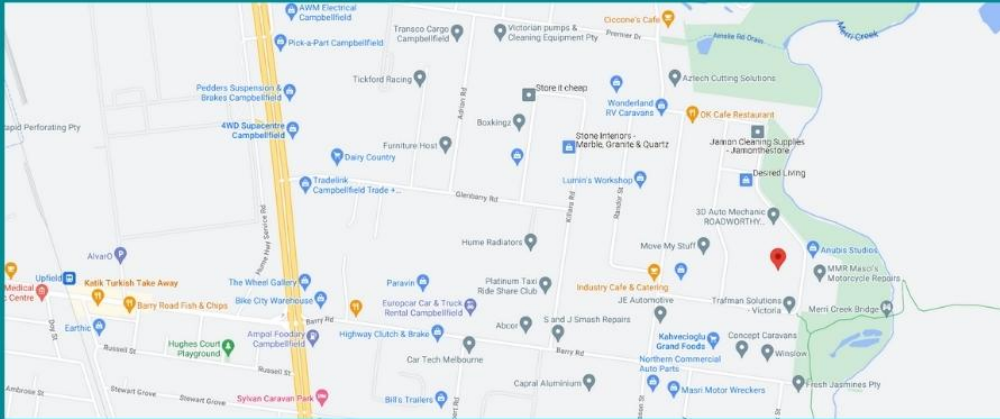 AWM Electrical
Campbellfield
Ciccone's Cafe
Transco Cargo
Campbellfield
Victorian pumps &
Cleaning Equipment Pty
Premier Dr
Merri Creek
Pick-a-Part Campbellfield
Tickford Racing
Aztech Cutting Solutions
Pedders Suspension &
Brakes Campbellfield
Store it cheep
Adrian Rd
Wonderland
RV Caravans
OK Cafe Restaurant
apid Perforating Pty
4WD Supacentre
Campbellfield
Boxkingz
Furniture Host
Stone Interiors -
Marble, Granite & Quartz
Jamon Cleaning Supplies
- Jamonthestore
Dairy Country
Desired Living
Tradelink
Campbellfield Trade +...
Lumin's Workshop
Glenbarry Rd
Killara Rd
Randor St
3D Auto Mechanic
ROADWORTHY...
Hume Hwy Service Rd
Hume Radiators
Move My Stuff
Anubis Studios
AlvarO
Upfield
Medical
Centre
Katik Turkish Take Away
The Wheel Gallery
Paravin
Platinum Taxi
Ride Share Club
Industry Cafe & Catering
MMR Masol's
Motorcycle Repairs
Barry Road Fish & Chips
Bike City Warehouse
Europcar Car & Truck
Rental Campbellfield
JE Automotive
Trafman Solutions
- Victoria
Merri Creek Bridge
Earthic
Barry Rd
Abcor
S and J Smash Repairs
Ampol Foodary
Campbellfield
Highway Clutch & Brake
Kahvecioglu
Grand Foods
Concept Caravans
Hughes Court
Playground
Russell St
Car Tech Melbourne
Barry Rd
Winslow
Northern Commercial
Auto Parts
Russell St
Capral Aluminium
Fresh Jasmines Pty
Ambrose St
Stewart Grove
Stewart Grove
Sylvan Caravan Park
Bill's Trailers
Masri Motor Wreckers